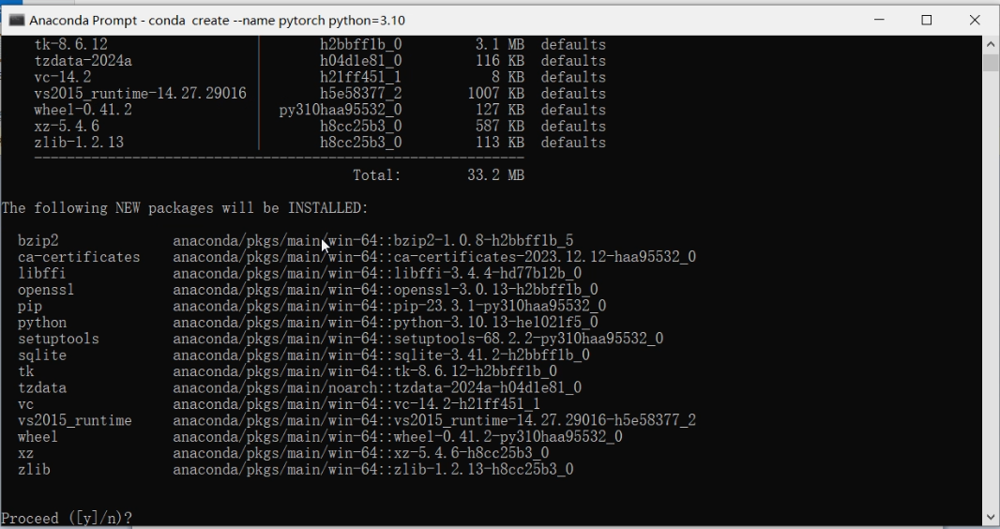 Anaconda Prompt - conda  create --name pytorch python=3.10
tk-8.6.12 | h2bbff1b_0 3.1 MB defaults
tzdata-2024a | h04d1e81_0 116 KB defaults
vc-14.2 | h21ff451_1 8 KB defaults
vs2015_runtime-14.27.29016 | h5e58377_2 1007 KB defaults
wheel-0.41.2 | py310haa95532_0 127 KB defaults
xz-5.4.6 | h8cc25b3_0 587 KB defaults
zlib-1.2.13 | h8cc25b3_0 113 KB defaults
------------------------------------------------------------
Total: 33.2 MB
The following NEW packages will be INSTALLED:
bzip2 anaconda/pkgs/main/win-64::bzip2-1.0.8-h2bbff1b_5
ca-certificates anaconda/pkgs/main/win-64::ca-certificates-2023.12.12-haa95532_0
libffi anaconda/pkgs/main/win-64::libffi-3.4.4-hd77b12b_0
openssl anaconda/pkgs/main/win-64::openssl-3.0.13-h2bbff1b_0
pip anaconda/pkgs/main/win-64::pip-23.3.1-py310haa95532_0
python anaconda/pkgs/main/win-64::python-3.10.13-he1021f5_0
setuptools anaconda/pkgs/main/win-64::setuptools-68.2.2-py310haa95532_0
sqlite anaconda/pkgs/main/win-64::sqlite-3.41.2-h2bbff1b_0
tk anaconda/pkgs/main/win-64::tk-8.6.12-h2bbff1b_0
tzdata anaconda/pkgs/main/noarch::tzdata-2024a-h04d1e81_0
vc anaconda/pkgs/main/win-64::vc-14.2-h21ff451_1
vs2015_runtime anaconda/pkgs/main/win-64::vs2015_runtime-14.27.29016-h5e58377_2
wheel anaconda/pkgs/main/win-64::wheel-0.41.2-py310haa95532_0
xz anaconda/pkgs/main/win-64::xz-5.4.6-h8cc25b3_0
zlib anaconda/pkgs/main/win-64::zlib-1.2.13-h8cc25b3_0
Proceed ([y]/n)?